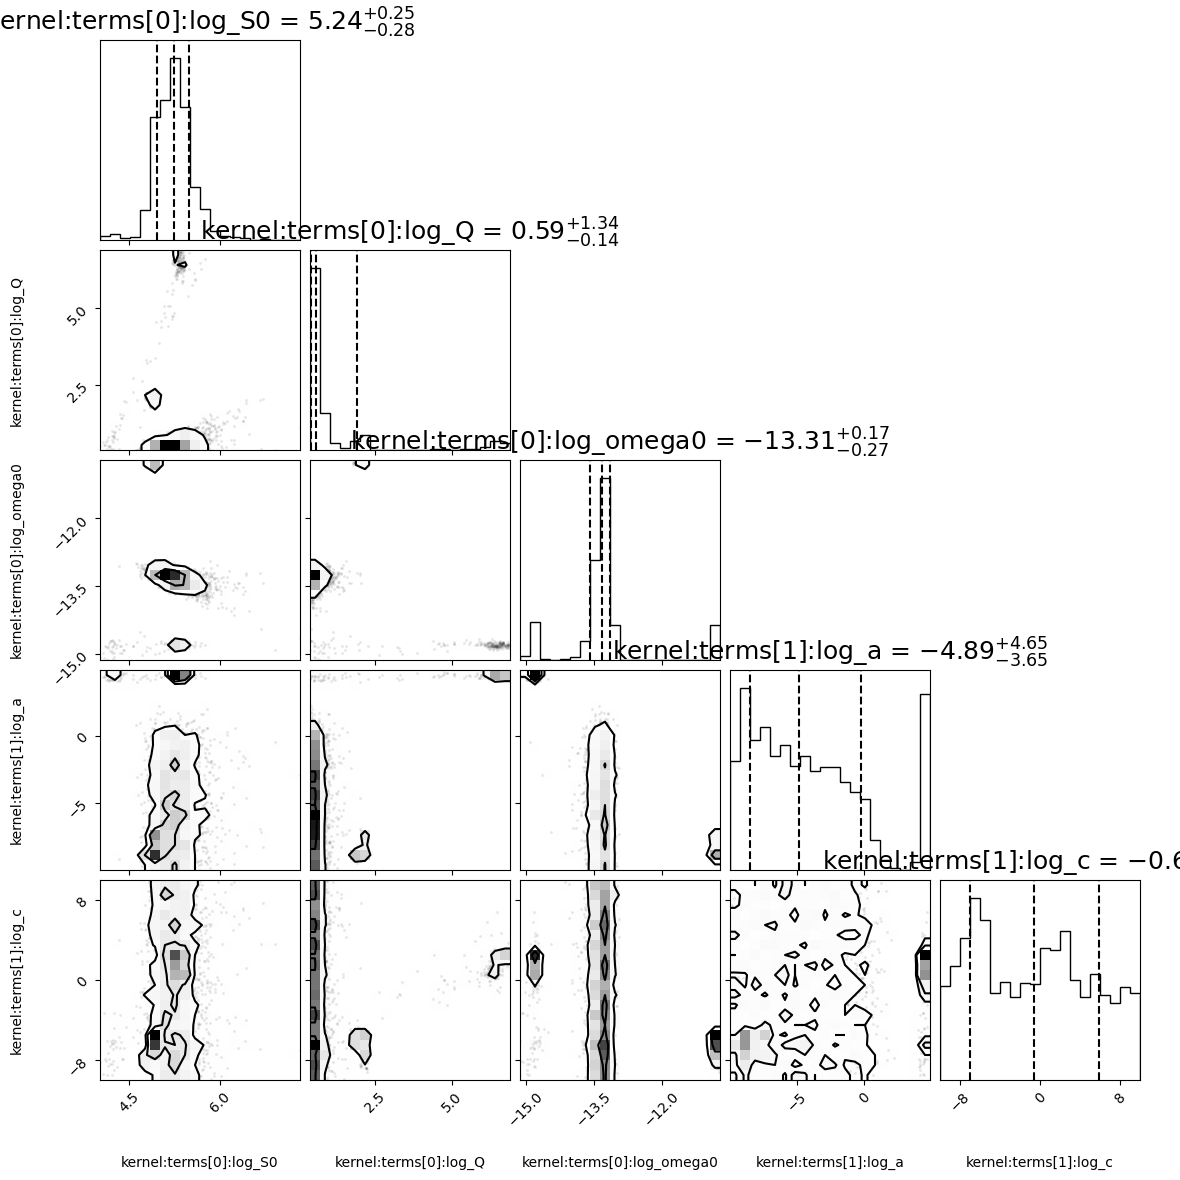 ernel:terms[0]:log_S0 = 5.24+0.25 −0.28
kernel:terms[0]:log_Q = 0.59+1.34 −0.14
kernel:terms[0]:log_Q
5.0
2.5
kernel:terms[0]:log_omega0 = −13.31+0.17 −0.27
kernel:terms[0]:log_omega0
−12.0
−13.5
−15.0
kernel:terms[1]:log_a = −4.89+4.65 −3.65
kernel:terms[1]:log_a
0
−5
kernel:terms[1]:log_c = −0.6
kernel:terms[1]:log_c
8
0
−8
4.5 6.0 2.5 5.0 −15.0 −13.5 −12.0 −5 0 −8 0 8
kernel:terms[0]:log_S0 kernel:terms[0]:log_Q kernel:terms[0]:log_omega0 kernel:terms[1]:log_a kernel:terms[1]:log_c